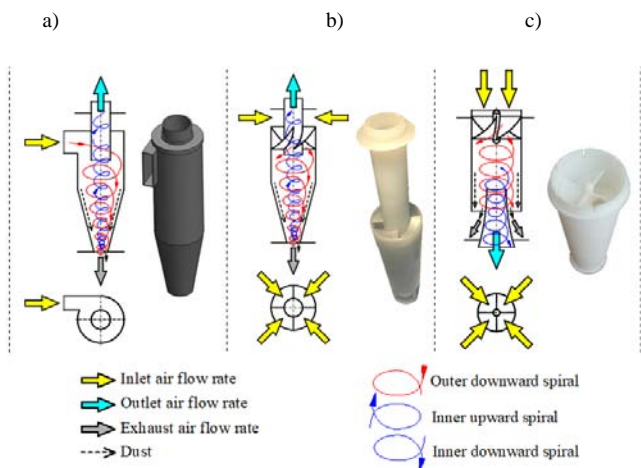 a) b) c)
Inlet air flow rate
Outlet air flow rate
Exhaust air flow rate
Dust
Outer downward spiral
Inner upward spiral
Inner downward spiral